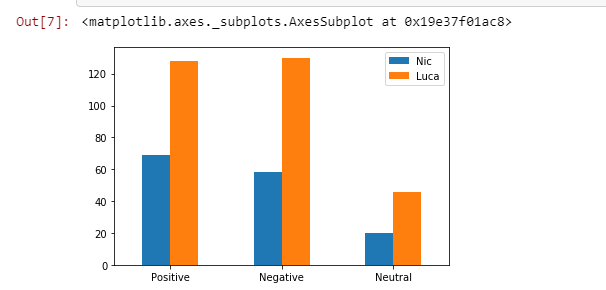 Out[7]: <matplotlib.axes._subplots.AxesSubplot at 0x19e37f01ac8>
Nic
Luca
120
100
80
60
40
20
0
Positive Negative Neutral